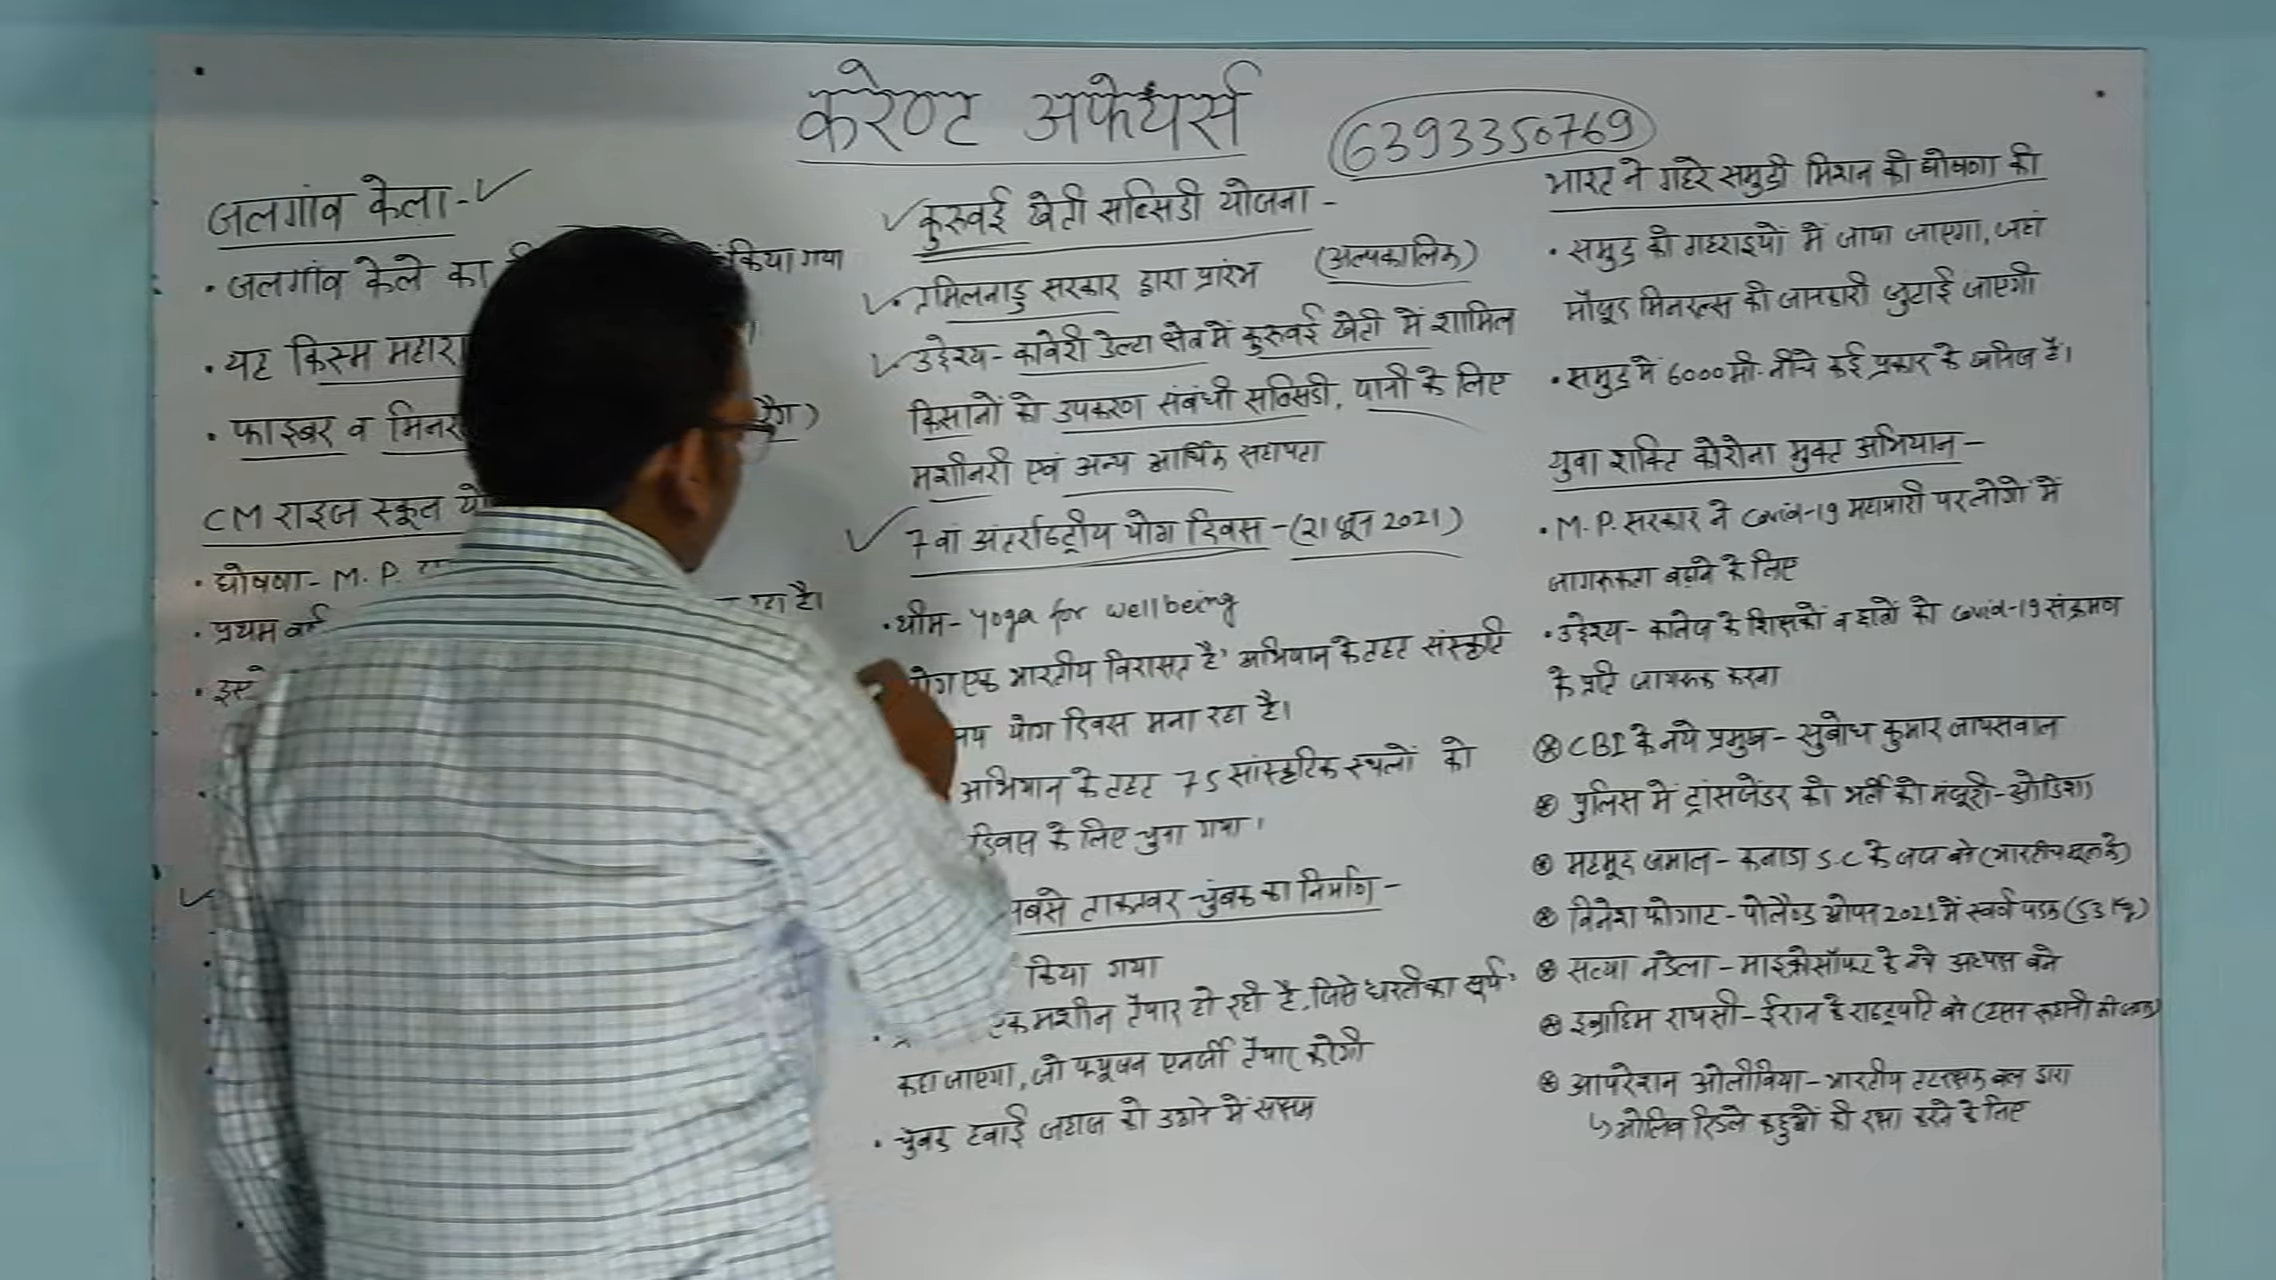 करेण्ट अफेयर्स
6393350769
जलगांव केला-
• जलगांव केले का किया गया
• यह किस्म महारा
• फाइबर व मिनर
CM राइज स्कूल यो
• घोषणा- M.P.
• प्रथम रहा है।
•
कुरुवई खेती सब्सिडी योजना -
• तमिलनाडु सरकार द्वारा प्रारंभ (अल्पकालिक)
उद्देश्य- कावेरी डेल्टा क्षेत्र में कुरुवई खेती में शामिल
किसानों को उपकरण संबंधी सब्सिडी, पानी के लिए
मशीनरी एवं अन्य आर्थिक सहायता
7वां अंतर्राष्ट्रीय योग दिवस - (21 जून 2021)
• थीम- Yoga for wellbeing
योग एक भारतीय विरासत है' अभियान के तहत संस्कृति
योग दिवस मना रहा है।
अभियान के तहत 75 सांस्कृतिक स्थलों को
दिवस के लिए चुना गया।
सबसे ताकतवर चुंबक का निर्माण -
किया गया
एक मशीन तैयार हो रही है, जिसे 'धरती का सूर्य'
कहा जाएगा, जो फ्यूजन एनर्जी तैयार करेगी
• चुंबक हवाई जहाज को उठाने में सक्षम
भारत ने गहरे समुद्री मिशन की घोषणा की
• समुद्र की गहराइयों में जाया जाएगा, जहां
मौजूद मिनरल्स की जानकारी जुटाई जाएगी
• समुद्र में 6000 मी. नीचे कई प्रकार के खनिज हैं।
युवा शक्ति कोरोना मुक्त अभियान -
• M.P. सरकार ने Covid-19 महामारी पर लोगों में
जागरूकता बढ़ाने के लिए
• उद्देश्य- कॉलेज के शिक्षकों व छात्रों को Covid-19 संक्रमण
के प्रति जागरूक करना
⊛ CBI के नये प्रमुख - सुबोध कुमार जायसवाल
⊛ पुलिस में ट्रांसजेंडर की भर्ती को मंजूरी - ओडिशा
⊛ महमूद जमाल - कनाडा S.C के जज बने (भारतीय मूल के)
⊛ विनेश फोगाट - पोलैण्ड ओपन 2021 में स्वर्ण पदक (53 kg)
⊛ सत्या नडेला - माइक्रोसॉफ्ट के नये अध्यक्ष बने
⊛ इब्राहिम रायसी - ईरान के राष्ट्रपति बने (हसन रूहानी की जगह)
⊛ आपरेशन ओलीविया - भारतीय तटरक्षक बल द्वारा
↳ ओलिव रिडले कछुओं की रक्षा करने के लिए